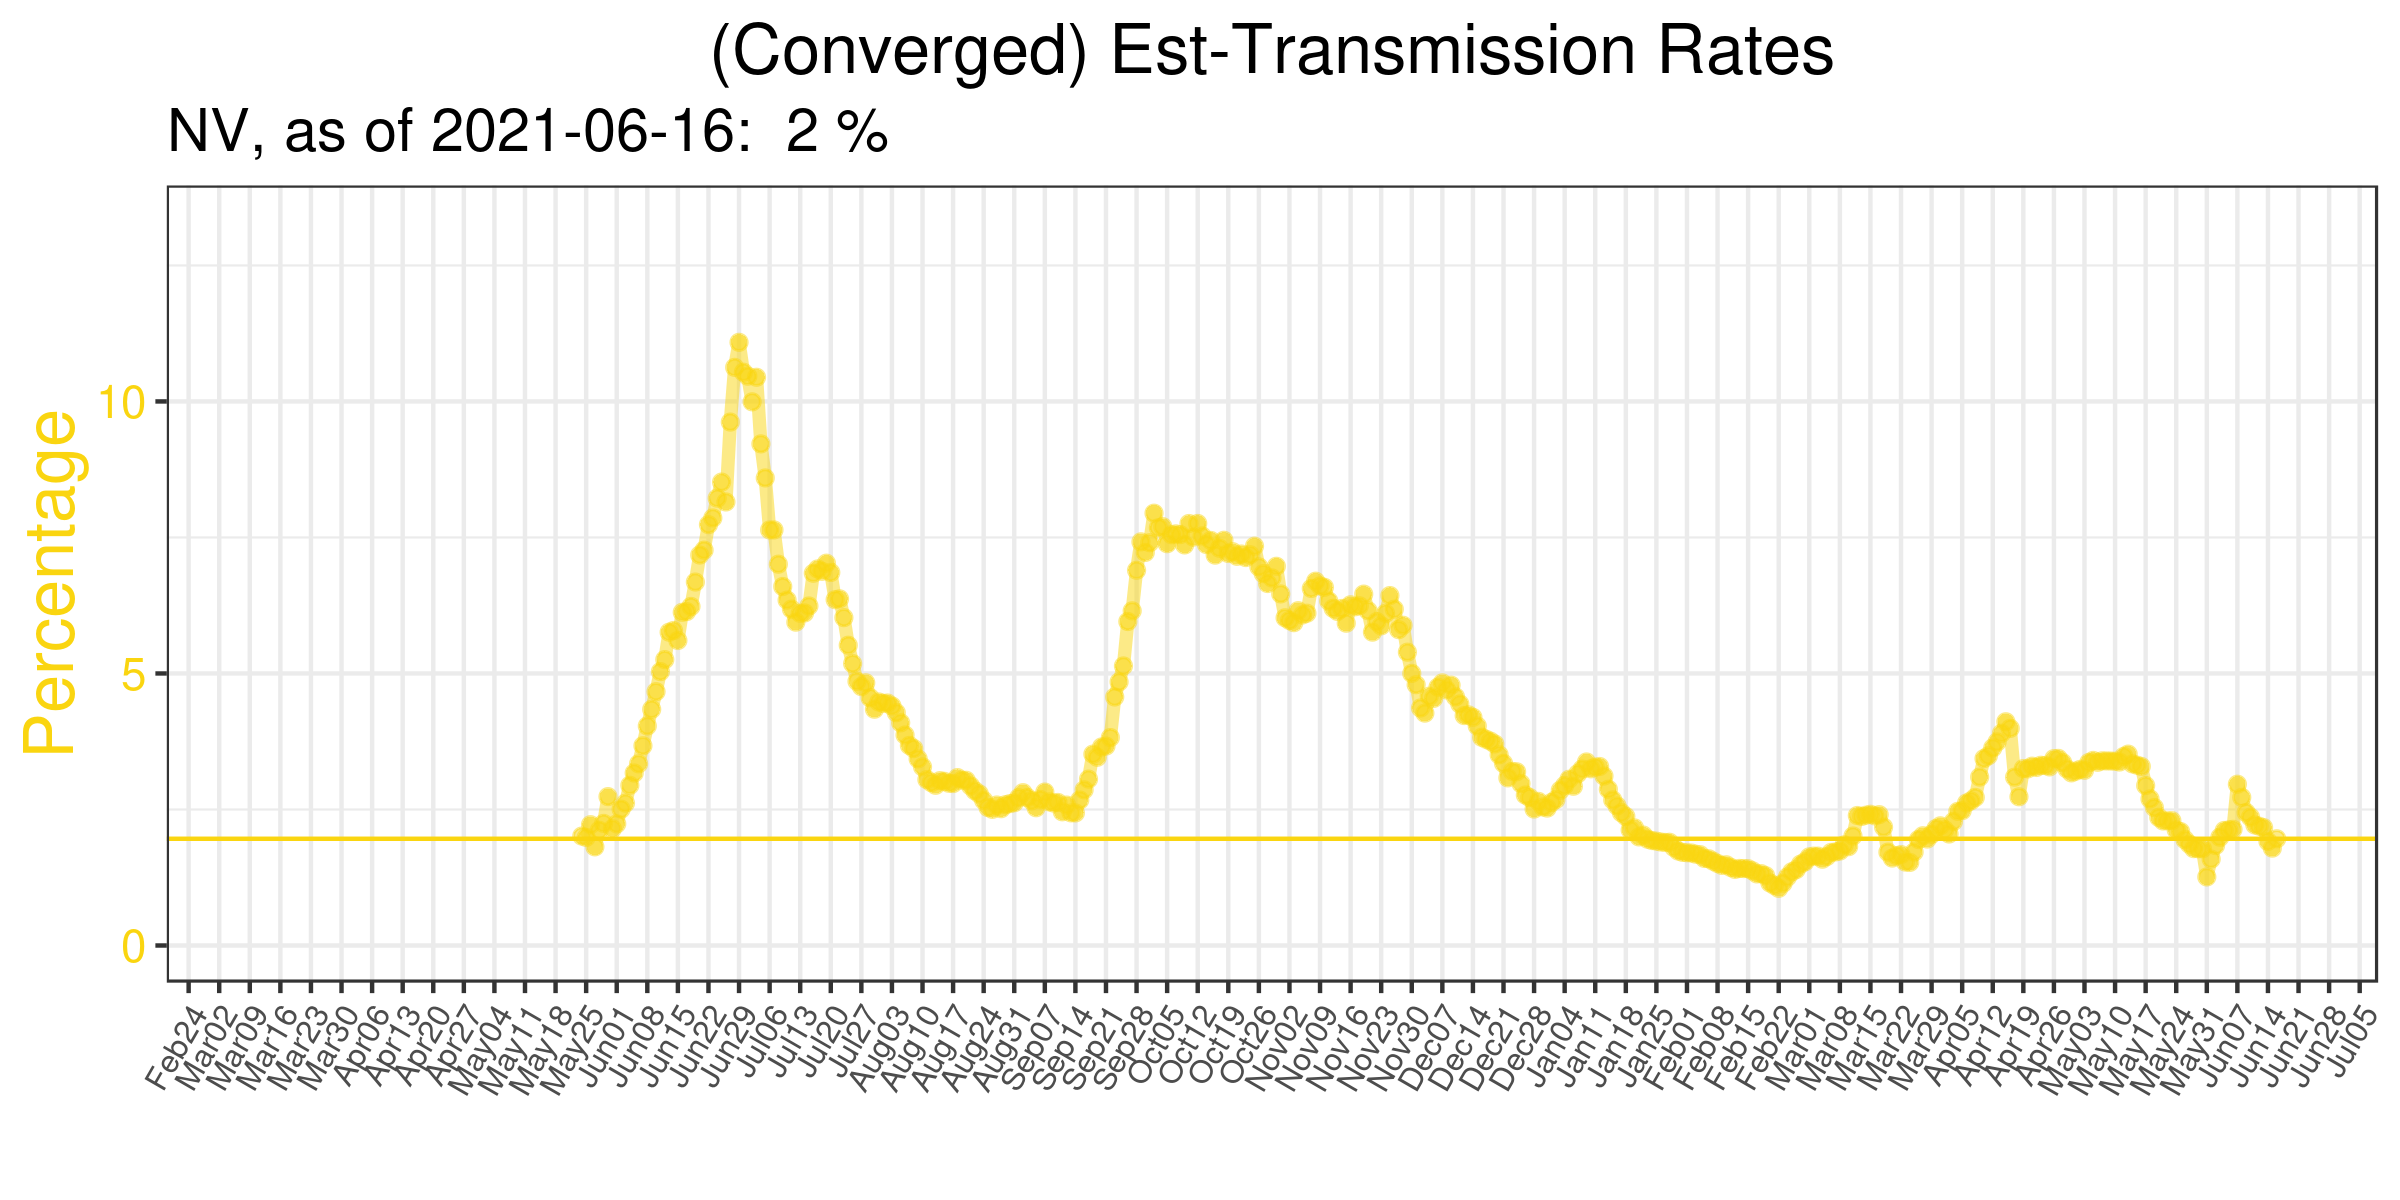 (Converged) Est-Transmission Rates
NV, as of 2021-06-16:  2 %
Percentage
10
5
0
Feb24
Mar02
Mar09
Mar16
Mar23
Mar30
Apr06
Apr13
Apr20
Apr27
May04
May11
May18
May25
Jun01
Jun08
Jun15
Jun22
Jun29
Jul06
Jul13
Jul20
Jul27
Aug03
Aug10
Aug17
Aug24
Aug31
Sep07
Sep14
Sep21
Sep28
Oct05
Oct12
Oct19
Oct26
Nov02
Nov09
Nov16
Nov23
Nov30
Dec07
Dec14
Dec21
Dec28
Jan04
Jan11
Jan18
Jan25
Feb01
Feb08
Feb15
Feb22
Mar01
Mar08
Mar15
Mar22
Mar29
Apr05
Apr12
Apr19
Apr26
May03
May10
May17
May24
May31
Jun07
Jun14
Jun21
Jun28
Jul05